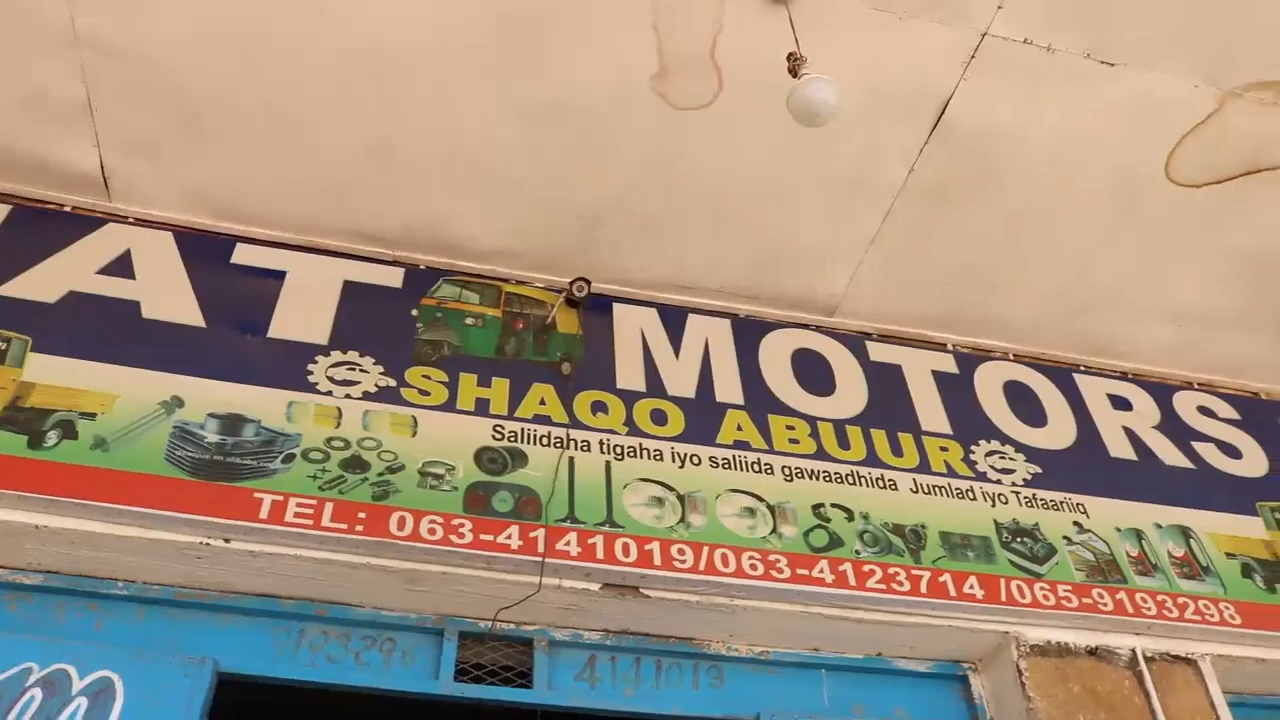 AT MOTORS
SHAQO ABUUR
Saliidaha tigaha iyo saliida gawaadhida Jumlad iyo Tafaariiq
TEL: 063-4141019/063-4123714 /065-9193298
9193298 4141019